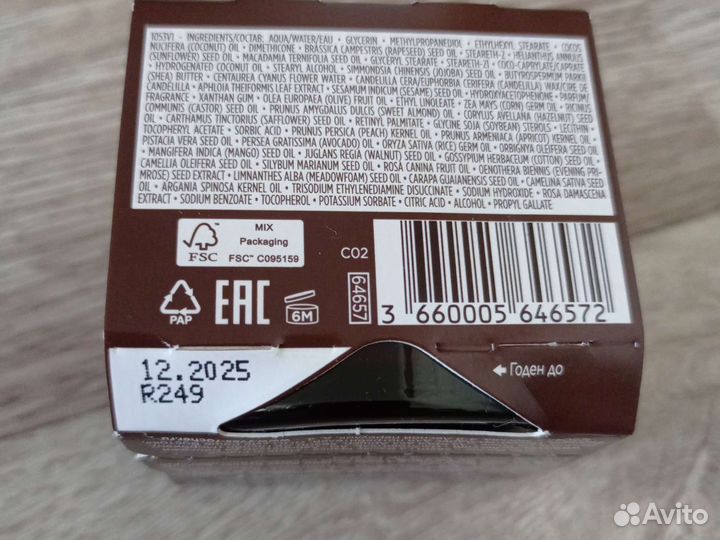 1053V1 - INGREDIENTS/СОСТАВ: AQUA/WATER/EAU • GLYCERIN • METHYLPROPANEDIOL • ETHYLHEXYL STEARATE • COCOS
NUCIFERA (COCONUT) OIL • DIMETHICONE • BRASSICA CAMPESTRIS (RAPESEED) SEED OIL • STEARETH-2 • HELIANTHUS ANNUUS
(SUNFLOWER) SEED OIL • MACADAMIA TERNIFOLIA SEED OIL • GLYCERYL STEARATE • STEARETH-21 • COCO-CAPRYLATE/CAPRATE
• HYDROGENATED COCONUT OIL • STEARYL ALCOHOL • SIMMONDSIA CHINENSIS (JOJOBA) SEED OIL • BUTYROSPERMUM PARKII
(SHEA) BUTTER • CENTAUREA CYANUS FLOWER WATER • CANDELILLA CERA/EUPHORBIA CERIFERA (CANDELILLA) WAX/CIRE DE
CANDELILLA • APHLOIA THEIFORMIS LEAF EXTRACT • SESAMUM INDICUM (SESAME) SEED OIL • HYDROXYACETOPHENONE • PARFUM/
FRAGRANCE • XANTHAN GUM • OLEA EUROPAEA (OLIVE) FRUIT OIL • ETHYL LINOLEATE • ZEA MAYS (CORN) GERM OIL • RICINUS
COMMUNIS (CASTOR) SEED OIL • PRUNUS AMYGDALUS DULCIS (SWEET ALMOND) OIL • CORYLUS AVELLANA (HAZELNUT) SEED
OIL • CARTHAMUS TINCTORIUS (SAFFLOWER) SEED OIL • RETINYL PALMITATE • GLYCINE SOJA (SOYBEAN) STEROLS • LECITHIN •
TOCOPHERYL ACETATE • SORBIC ACID • PRUNUS PERSICA (PEACH) KERNEL OIL • PRUNUS ARMENIACA (APRICOT) KERNEL OIL •
PISTACIA VERA SEED OIL • PERSEA GRATISSIMA (AVOCADO) OIL • ORYZA SATIVA (RICE) GERM OIL • ORBIGNYA OLEIFERA SEED
OIL • MANGIFERA INDICA (MANGO) SEED OIL • JUGLANS REGIA (WALNUT) SEED OIL • GOSSYPIUM HERBACEUM (COTTON) SEED OIL •
CAMELLIA OLEIFERA SEED OIL • SILYBUM MARIANUM SEED OIL • ROSA CANINA FRUIT OIL • OENOTHERA BIENNIS (EVENING PRI-
MROSE) SEED EXTRACT • LIMNANTHES ALBA (MEADOWFOAM) SEED OIL • CARAPA GUAIANENSIS SEED OIL • CAMELINA SATIVA SEED
OIL • ARGANIA SPINOSA KERNEL OIL • TRISODIUM ETHYLENEDIAMINE DISUCCINATE • SODIUM HYDROXIDE • ROSA DAMASCENA
EXTRACT • SODIUM BENZOATE • TOCOPHEROL • POTASSIUM SORBATE • CITRIC ACID • ALCOHOL • PROPYL GALLATE
MIX
Packaging
FSC
FSC™ C095159
C02
64657
PAP
EAC
6M
3 660005 646572
12.2025
R249
Годен до
Avito